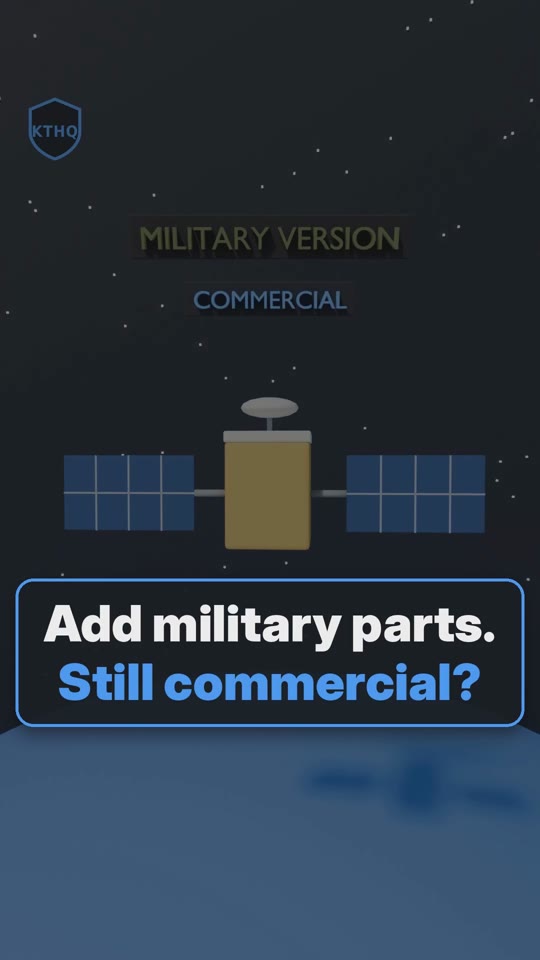 KTHQ
MILITARY VERSION
COMMERCIAL
Add military parts.
Still commercial?